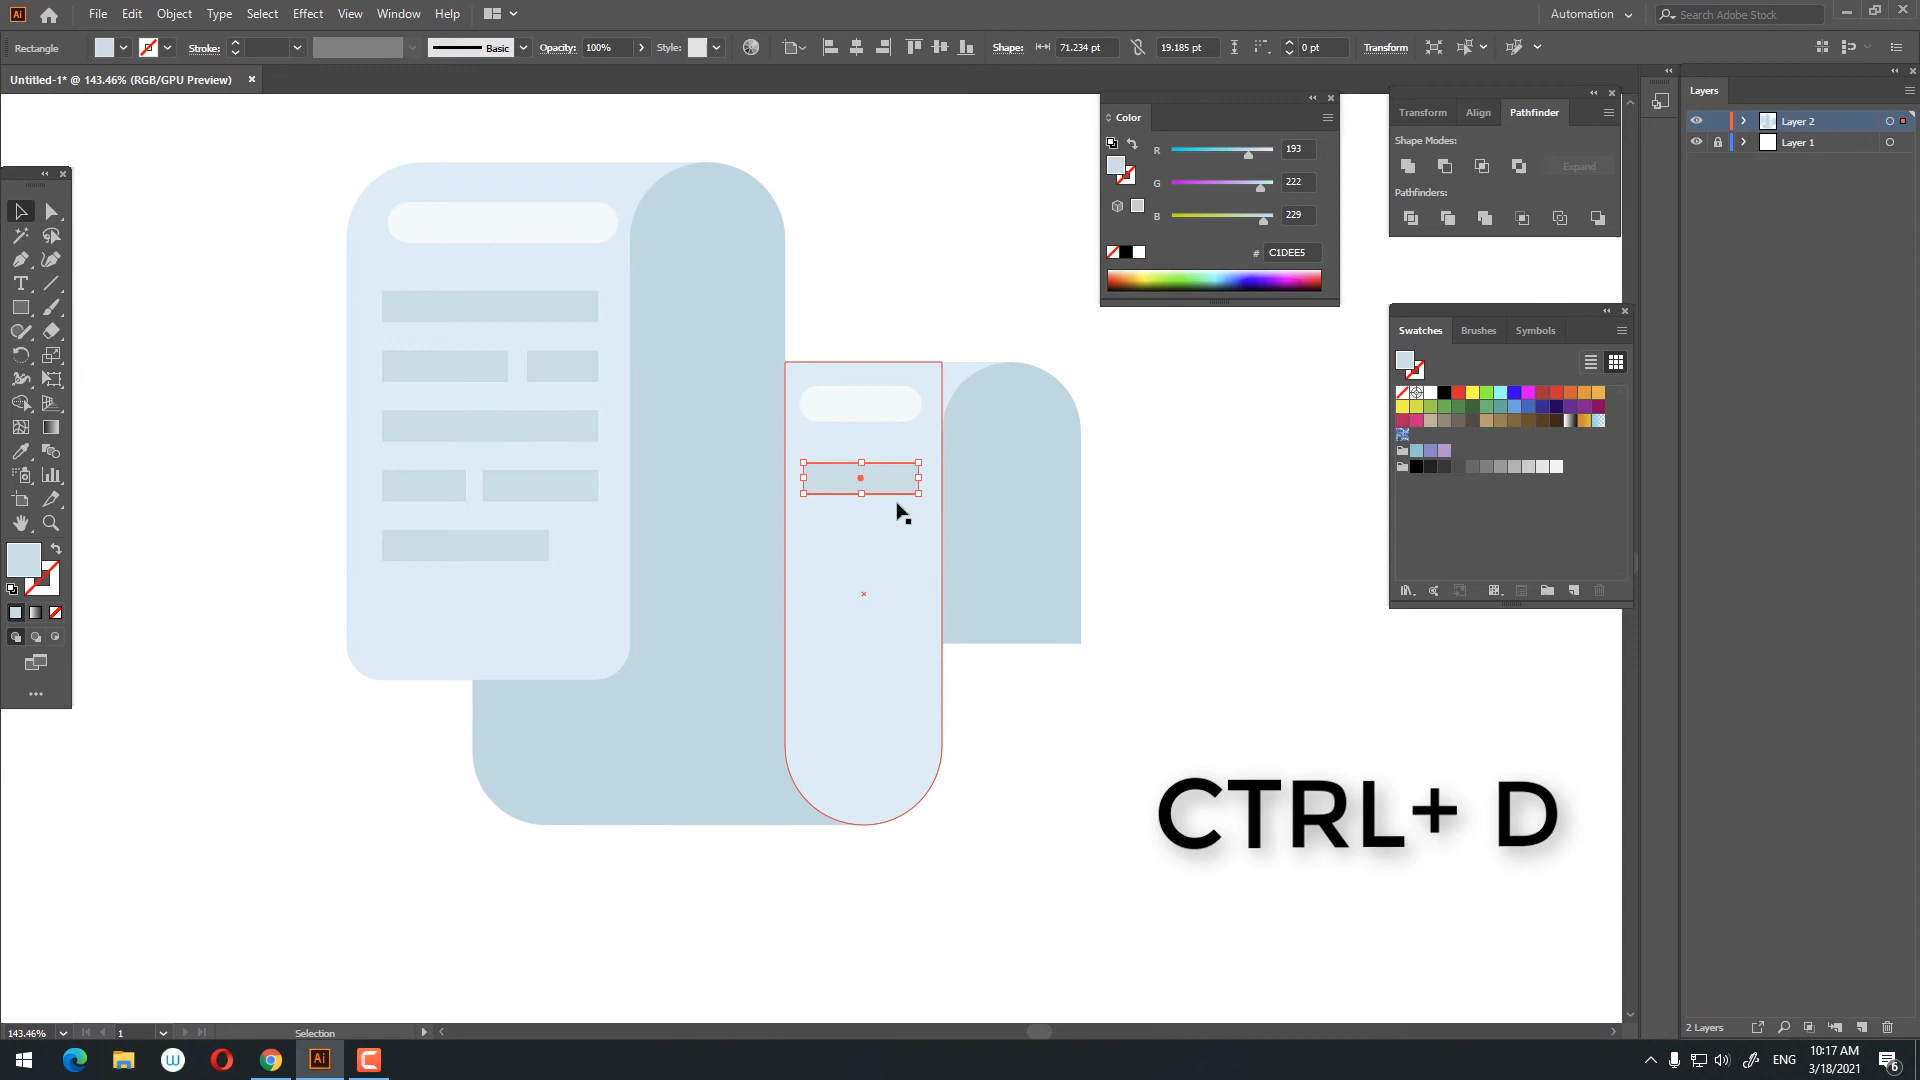 Ai File Edit Object Type Select Effect View Window Help Automation Search Adobe Stock
Rectangle Stroke: Basic Opacity: 100% Style: Shape: 71.234 pt 19.185 pt 0 pt Transform
Untitled-1* @ 143.46% (RGB/GPU Preview)
Color
R 193
G 222
B 229
# C1DEE5
Transform Align Pathfinder
Shape Modes:
Expand
Pathfinders:
Swatches Brushes Symbols
Layers
Layer 2
Layer 1
CTRL+ D
143.46% 1 Selection
2 Layers
Ai
ENG
10:17 AM
3/18/2021
6